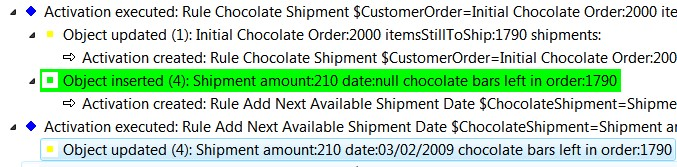 Activation executed: Rule Chocolate Shipment $CustomerOrder=Initial Chocolate Order:2000 ite
Object updated (1): Initial Chocolate Order:2000 itemsStillToShip:1790 shipments:
Activation created: Rule Chocolate Shipment $CustomerOrder=Initial Chocolate Order:200
Object inserted (4): Shipment amount:210 date:null chocolate bars left in order:1790
Activation created: Rule Add Next Available Shipment Date $ChocolateShipment=Shipme
Activation executed: Rule Add Next Available Shipment Date $ChocolateShipment=Shipment a
Object updated (4): Shipment amount:210 date:03/02/2009 chocolate bars left in order:1790